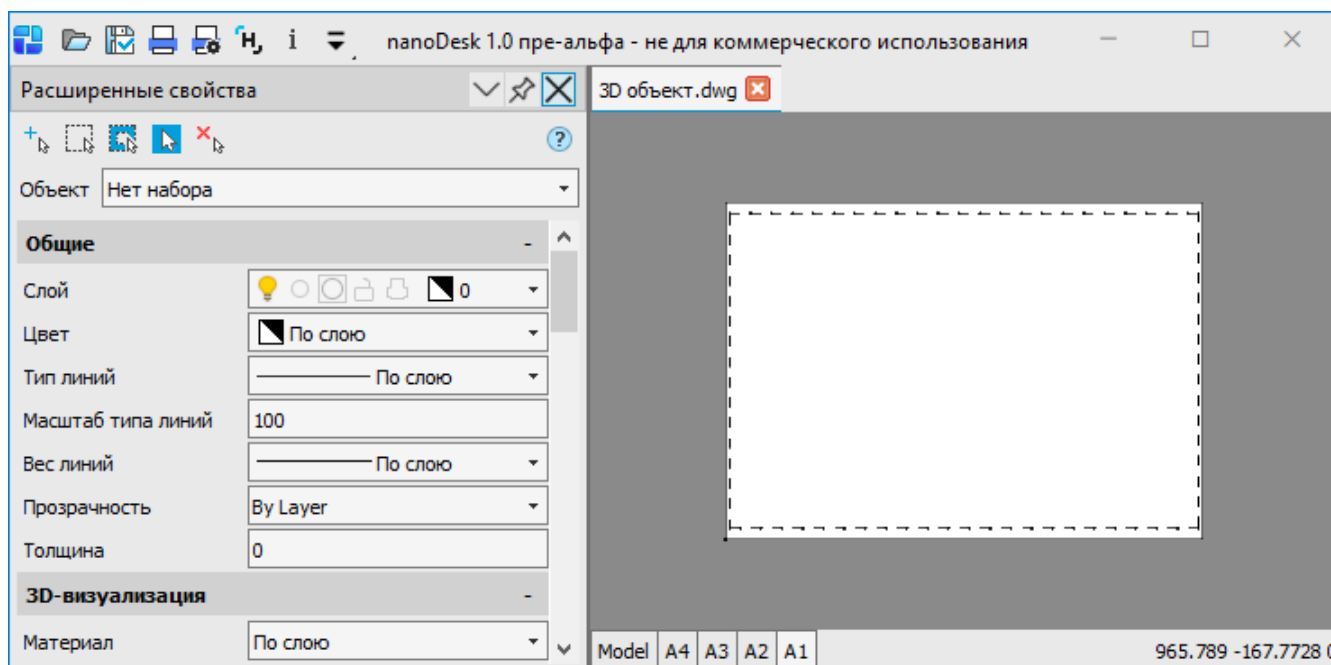 nanoDesk 1.0 пре-альфа - не для коммерческого использования
Расширенные свойства
3D объект.dwg
Объект Нет набора
Общие -
Слой 0
Цвет По слою
Тип линий По слою
Масштаб типа линий 100
Вес линий По слою
Прозрачность By Layer
Толщина 0
3D-визуализация -
Материал По слою
Model A4 A3 A2 A1
965.789 -167.7728